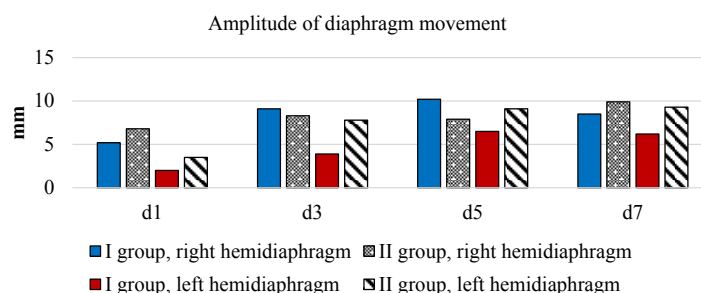 Amplitude of diaphragm movement
15
10
5
0
mm
d1 d3 d5 d7
I group, right hemidiaphragm II group, right hemidiaphragm
I group, left hemidiaphragm II group, left hemidiaphragm